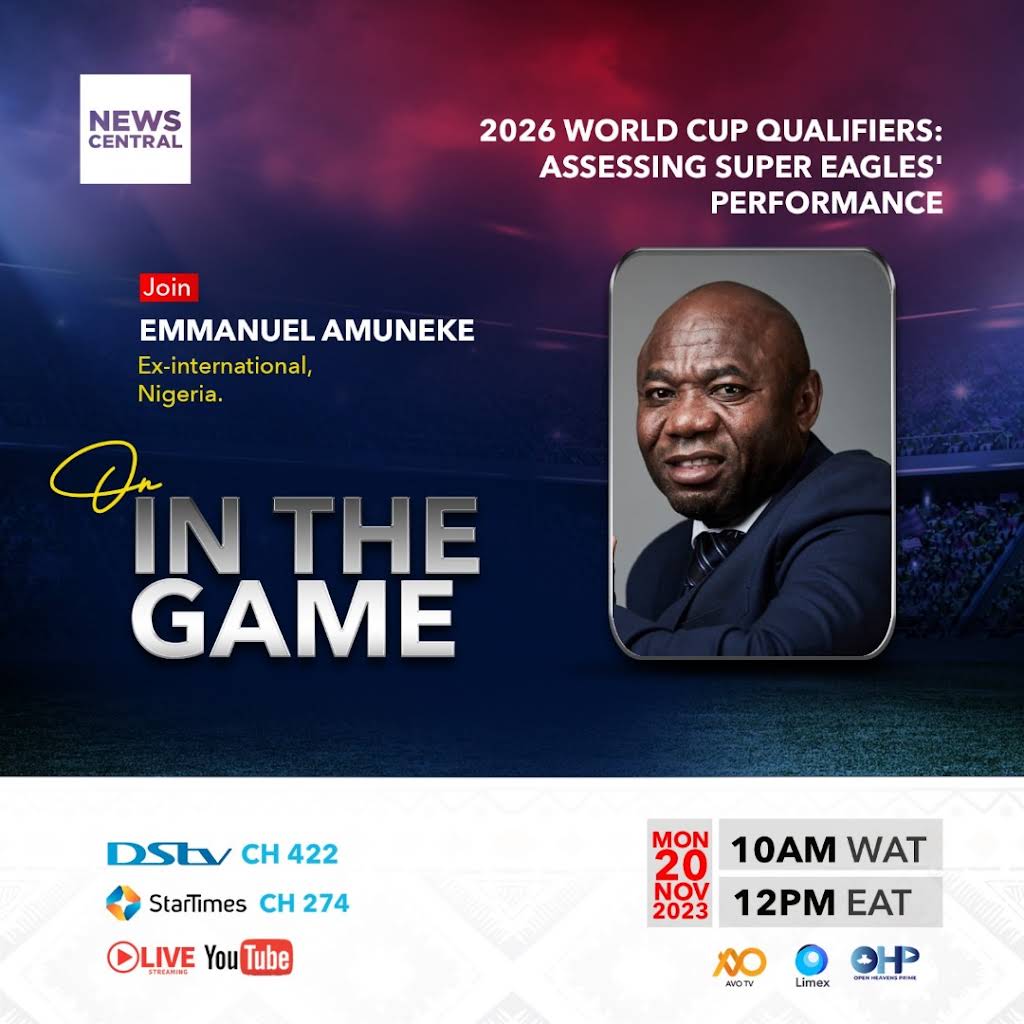 NEWS
CENTRAL
2026 WORLD CUP QUALIFIERS:
ASSESSING SUPER EAGLES'
PERFORMANCE
Join
EMMANUEL AMUNEKE
Ex-international,
Nigeria.
On
IN THE
GAME
DStv CH 422
StarTimes CH 274
LIVE YouTube
STREAMING
MON
20
NOV
2023
10AM WAT
12PM EAT
AVO TV
Limex
OHP
OPEN HEAVENS PRIME